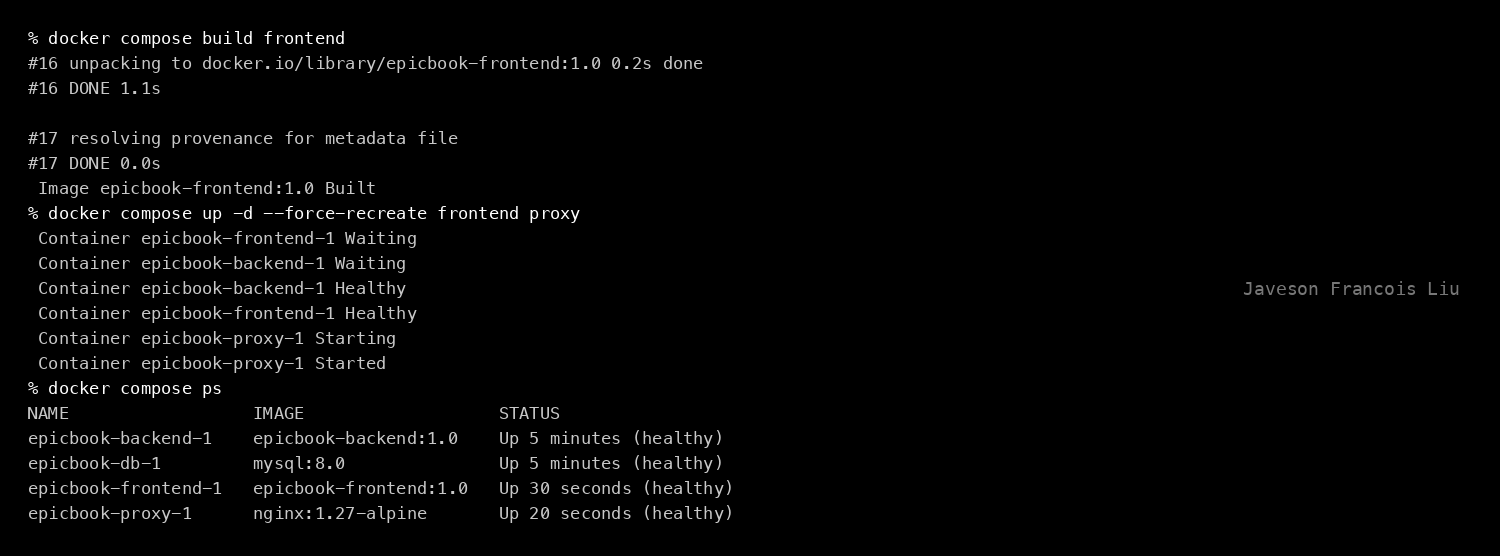 % docker compose build frontend
#16 unpacking to docker.io/library/epicbook-frontend:1.0 0.2s done
#16 DONE 1.1s

#17 resolving provenance for metadata file
#17 DONE 0.0s
 Image epicbook-frontend:1.0 Built
% docker compose up -d --force-recreate frontend proxy
 Container epicbook-frontend-1 Waiting
 Container epicbook-backend-1 Waiting
 Container epicbook-backend-1 Healthy
Javeson Francois Liu
 Container epicbook-frontend-1 Healthy
 Container epicbook-proxy-1 Starting
 Container epicbook-proxy-1 Started
% docker compose ps
NAME                  IMAGE                   STATUS
epicbook-backend-1    epicbook-backend:1.0    Up 5 minutes (healthy)
epicbook-db-1         mysql:8.0               Up 5 minutes (healthy)
epicbook-frontend-1   epicbook-frontend:1.0   Up 30 seconds (healthy)
epicbook-proxy-1      nginx:1.27-alpine       Up 20 seconds (healthy)